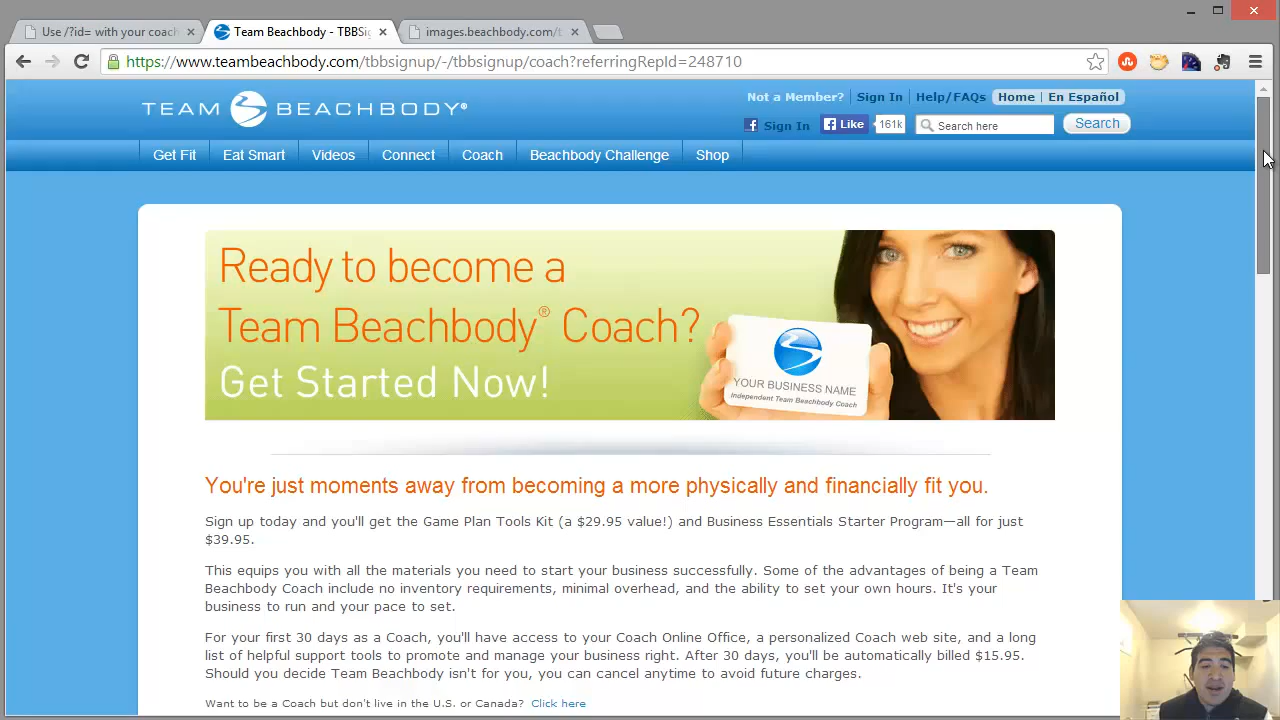 Use /?id= with your coach
Team Beachbody - TBBSig
images.beachbody.com/t
https://www.teambeachbody.com/tbbsignup/-/tbbsignup/coach?referringRepId=248710
TEAM BEACHBODY®
Not a Member? Sign In Help/FAQs Home En Español
f Sign In f Like 161k Search here Search
Get Fit Eat Smart Videos Connect Coach Beachbody Challenge Shop
Ready to become a
Team Beachbody® Coach?
Get Started Now!
YOUR BUSINESS NAME
Independent Team Beachbody Coach
You're just moments away from becoming a more physically and financially fit you.
Sign up today and you'll get the Game Plan Tools Kit (a $29.95 value!) and Business Essentials Starter Program—all for just
$39.95.
This equips you with all the materials you need to start your business successfully. Some of the advantages of being a Team
Beachbody Coach include no inventory requirements, minimal overhead, and the ability to set your own hours. It's your
business to run and your pace to set.
For your first 30 days as a Coach, you'll have access to your Coach Online Office, a personalized Coach web site, and a long
list of helpful support tools to promote and manage your business right. After 30 days, you'll be automatically billed $15.95.
Should you decide Team Beachbody isn't for you, you can cancel anytime to avoid future charges.
Want to be a Coach but don't live in the U.S. or Canada? Click here